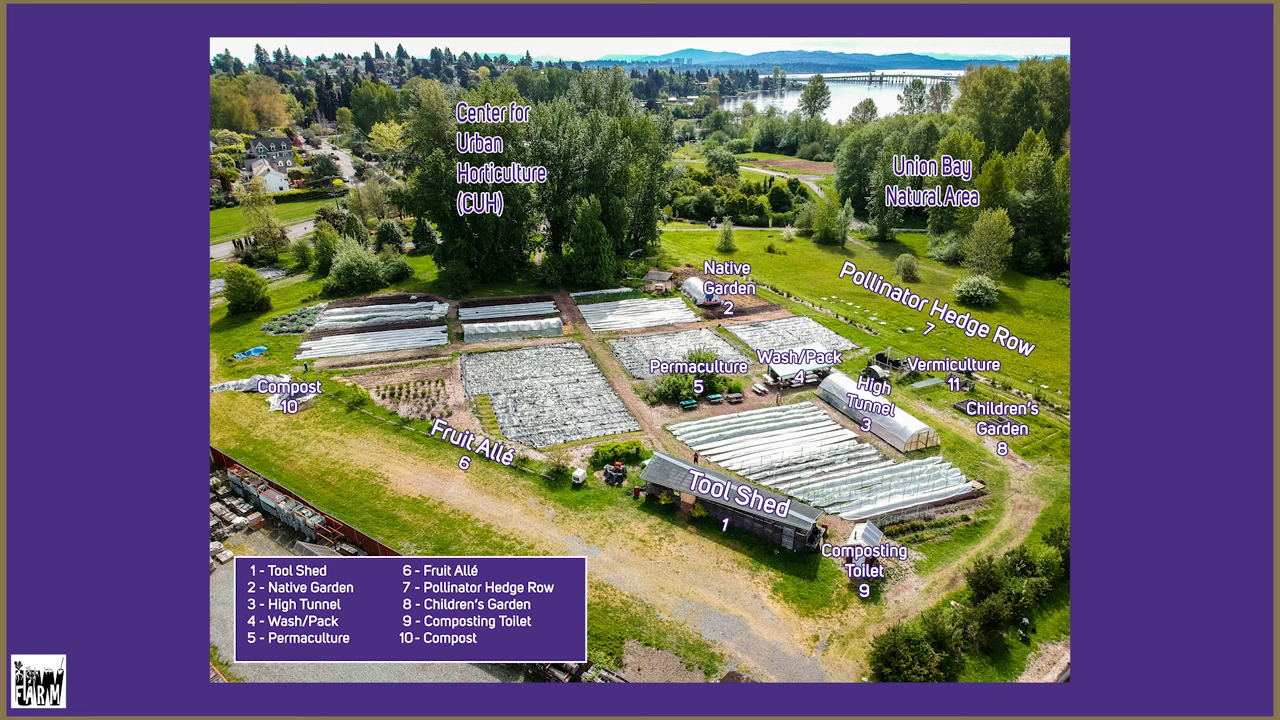 Center for
Urban
Horticulture
(CUH)
Union Bay
Natural Area
Native
Garden
2
Pollinator Hedge Row
7
Permaculture
5
Wash/Pack
4
Vermiculture
11
High
Tunnel
3
Children's
Garden
8
Compost
10
Fruit Allé
6
Tool Shed
1
Composting
Toilet
9
1 - Tool Shed
2 - Native Garden
3 - High Tunnel
4 - Wash/Pack
5 - Permaculture
6 - Fruit Allé
7 - Pollinator Hedge Row
8 - Children's Garden
9 - Composting Toilet
10 - Compost
FARM